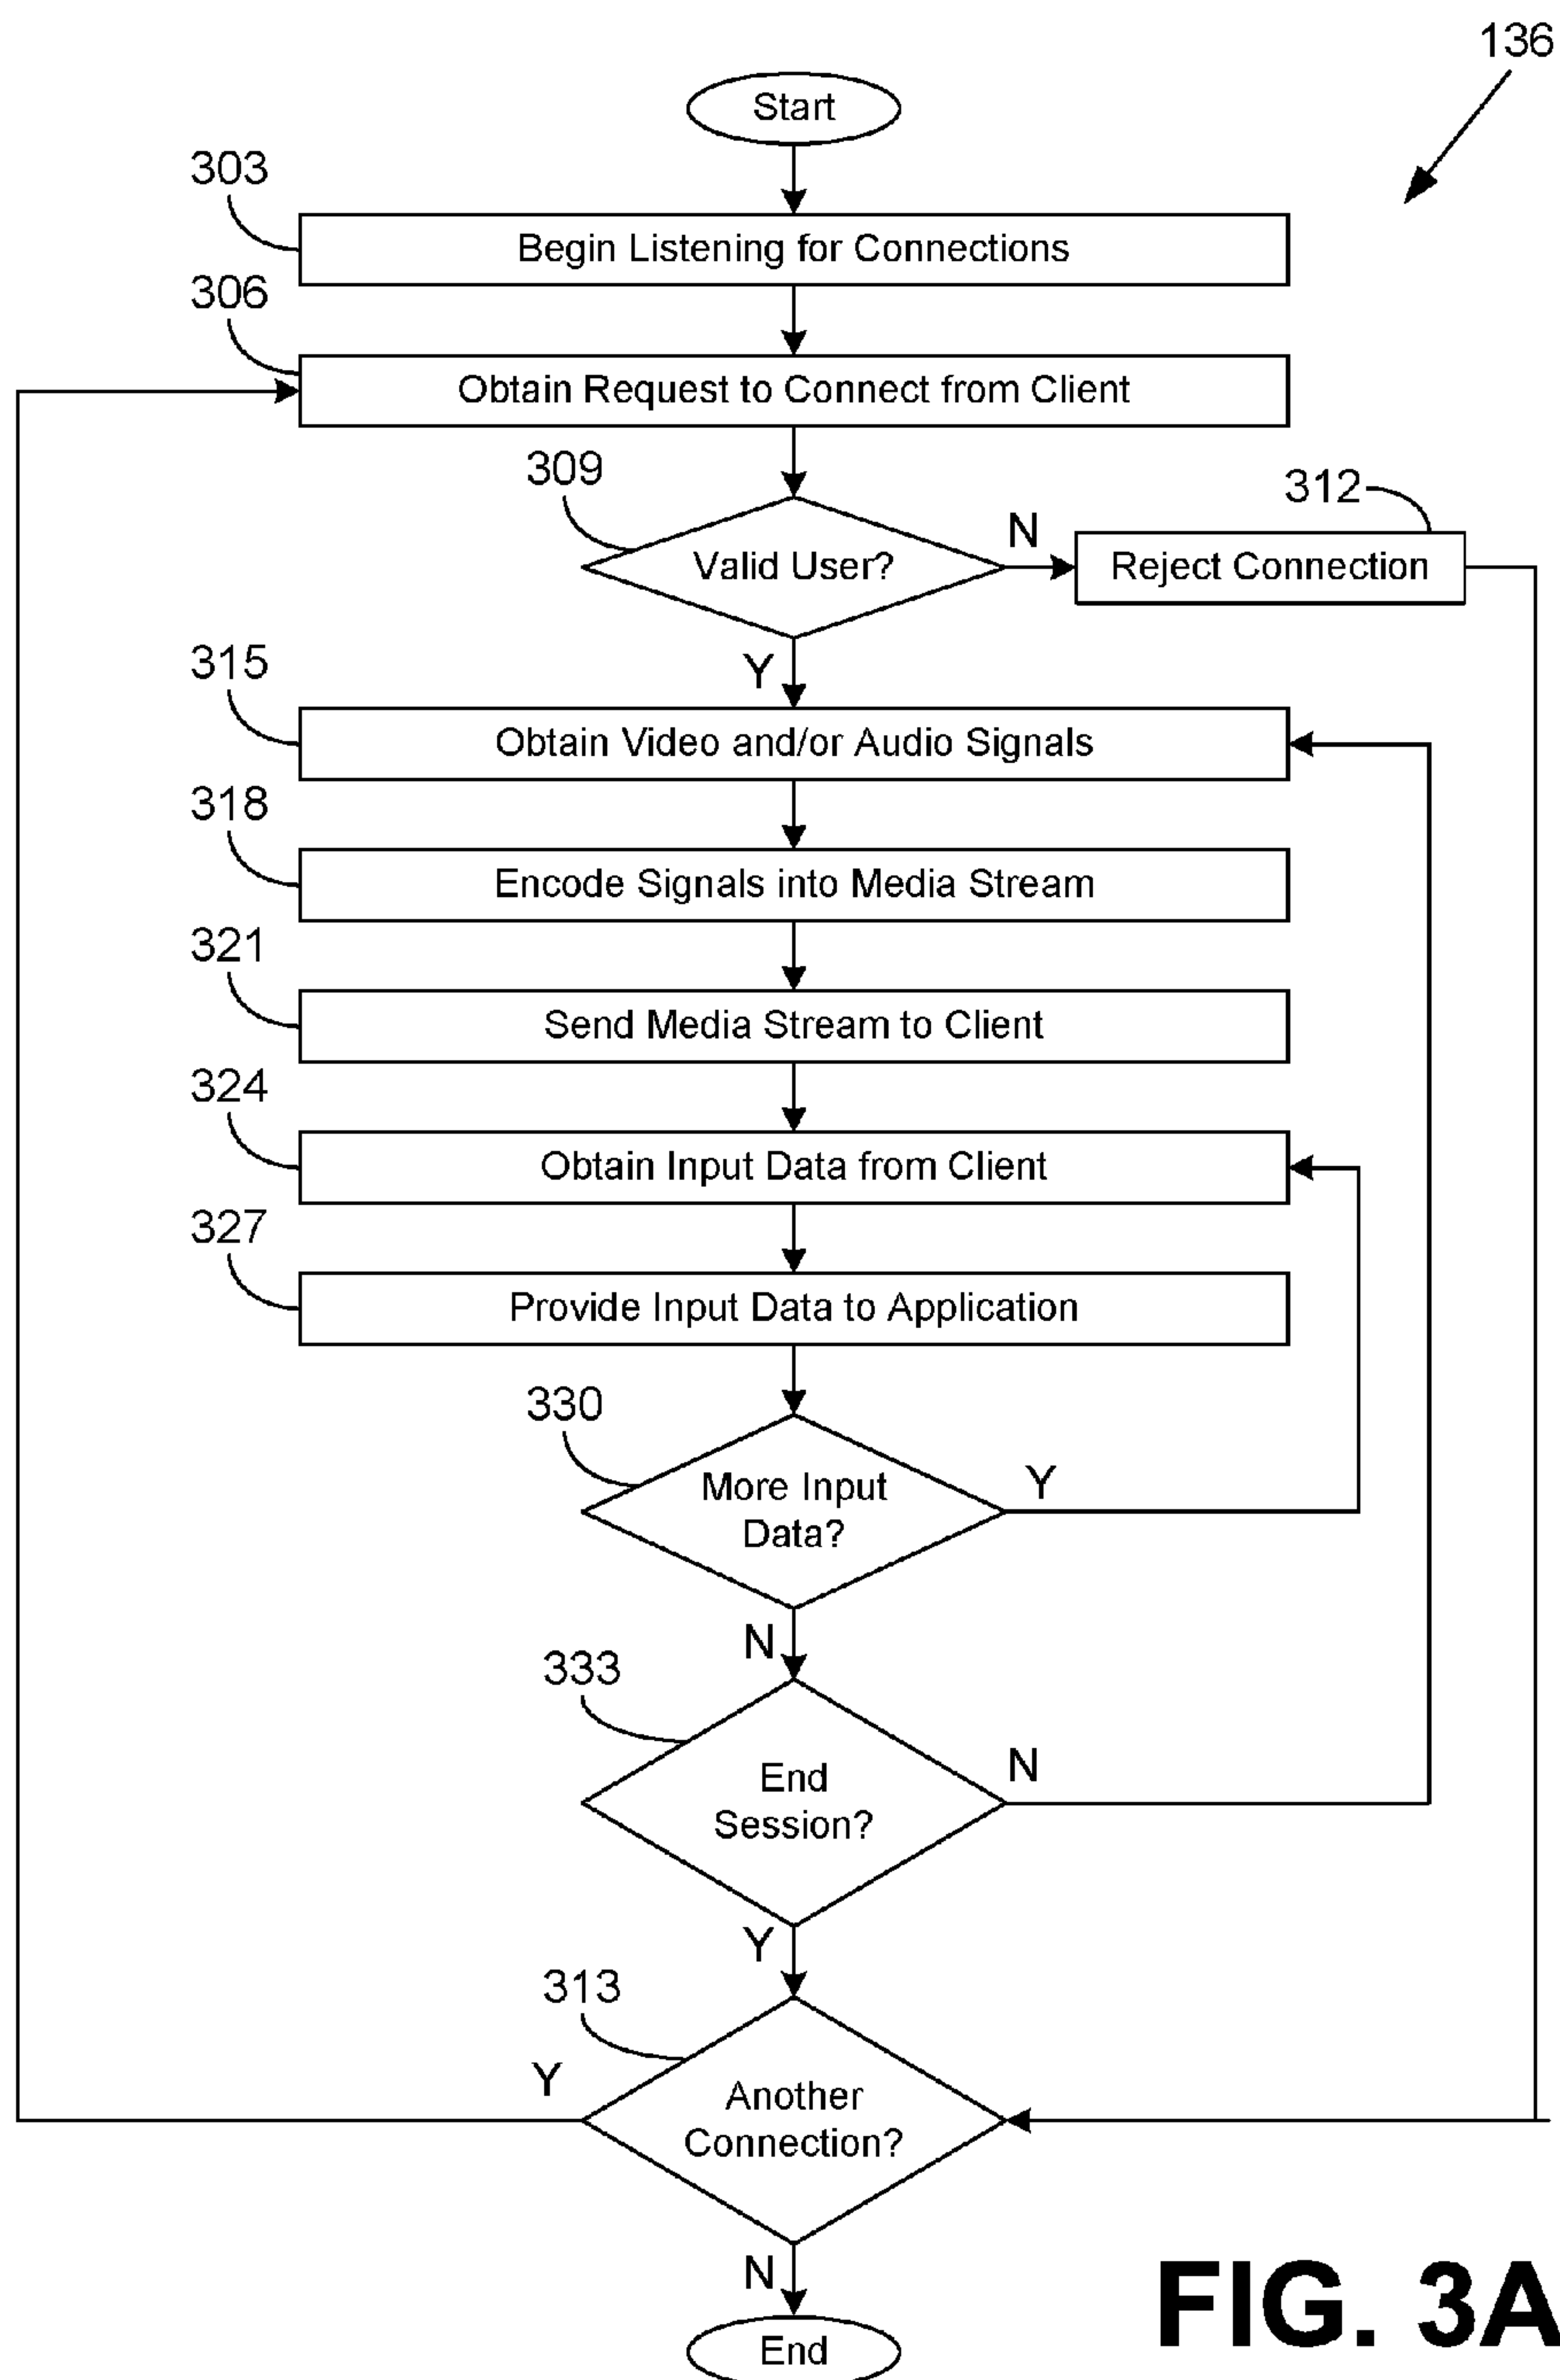 136
Start
303
Begin Listening for Connections
306
Obtain Request to Connect from Client
309
Valid User?
N
312
Reject Connection
Y
315
Obtain Video and/or Audio Signals
318
Encode Signals into Media Stream
321
Send Media Stream to Client
324
Obtain Input Data from Client
327
Provide Input Data to Application
330
More Input
Data?
Y
N
333
End
Session?
N
Y
313
Another
Connection?
Y
N
End
FIG. 3A